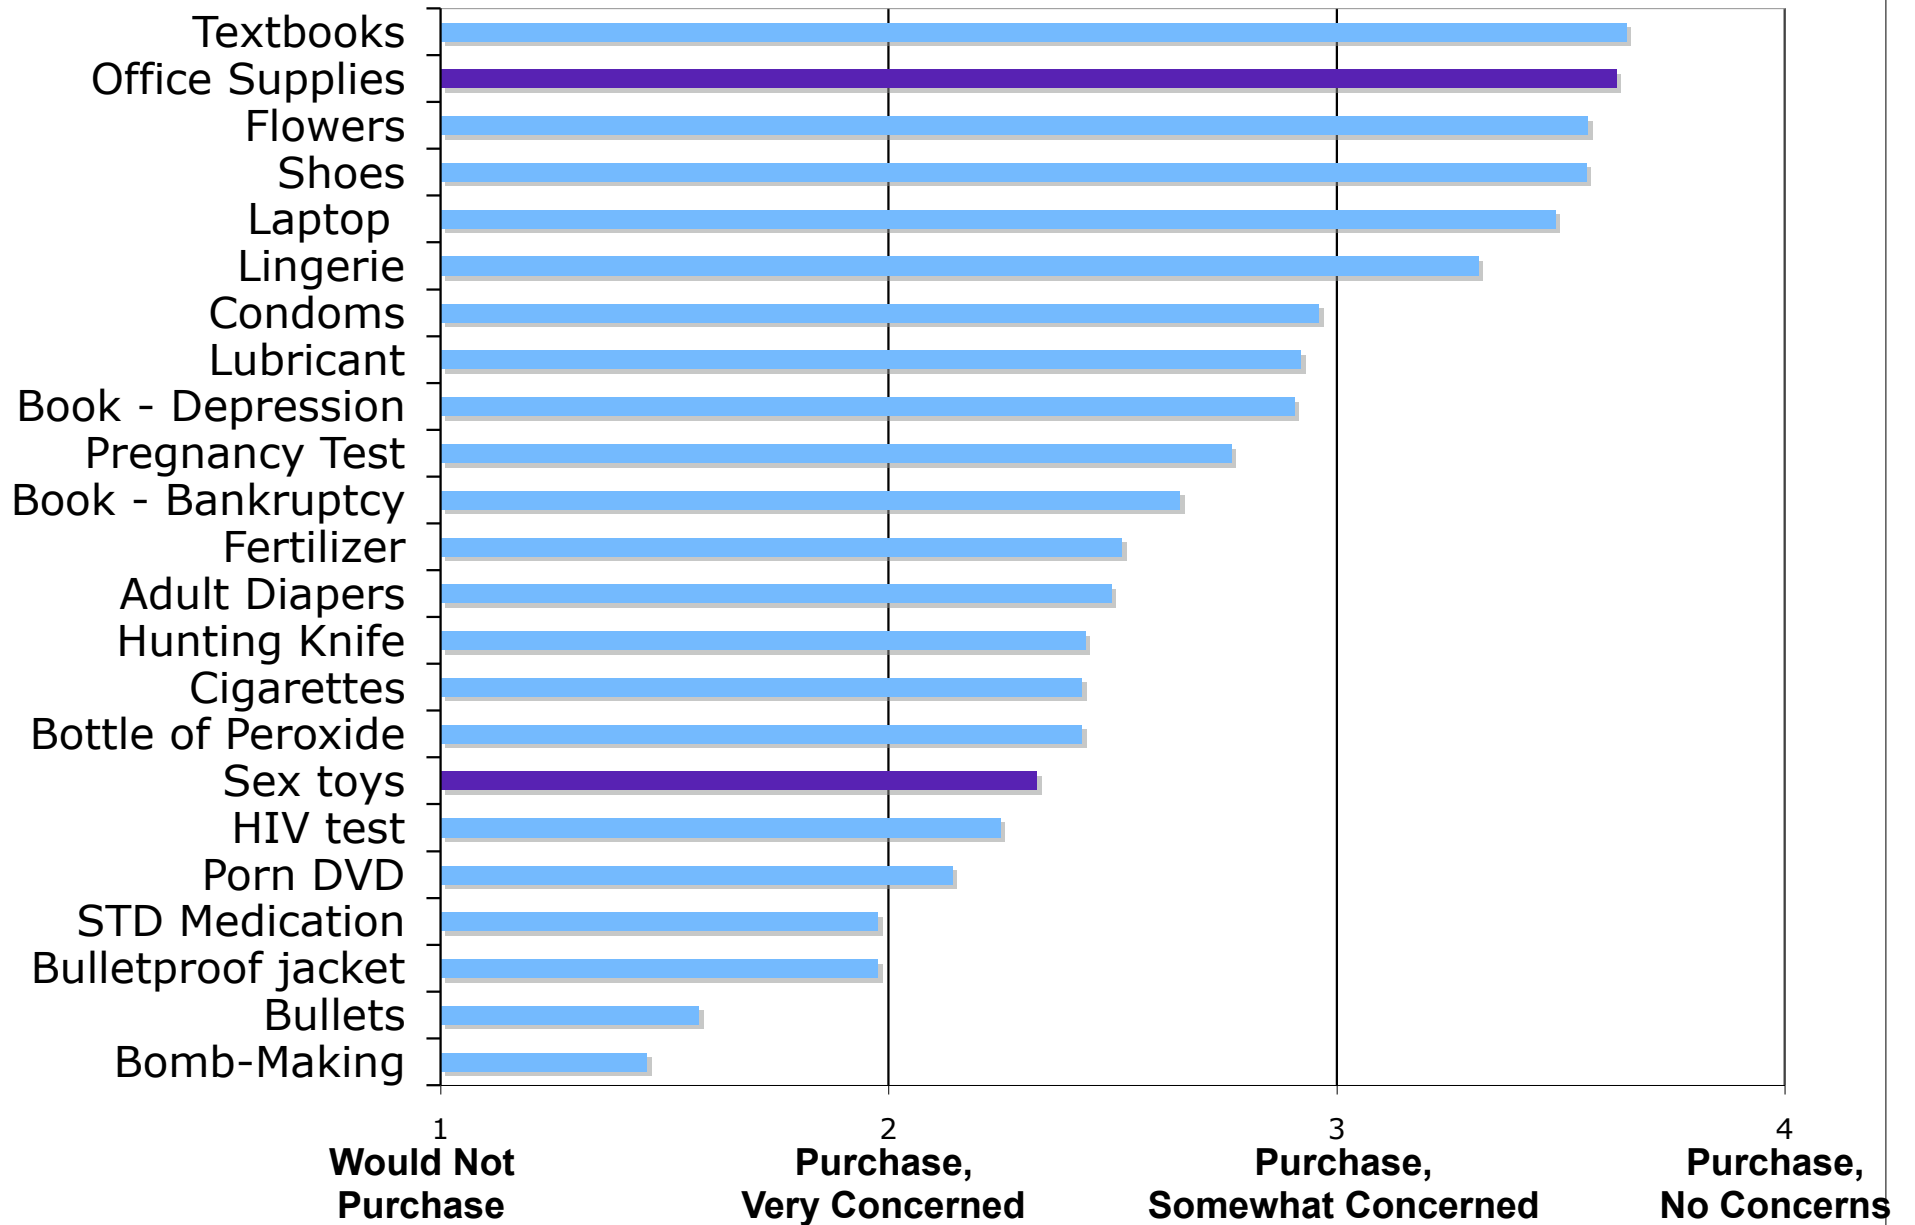 Textbooks
Office Supplies
Flowers
Shoes
Laptop
Lingerie
Condoms
Lubricant
Book - Depression
Pregnancy Test
Book - Bankruptcy
Fertilizer
Adult Diapers
Hunting Knife
Cigarettes
Bottle of Peroxide
Sex toys
HIV test
Porn DVD
STD Medication
Bulletproof jacket
Bullets
Bomb-Making
1 2 3 4
Would Not Purchase, Purchase, Purchase,
Purchase Very Concerned Somewhat Concerned No Concerns